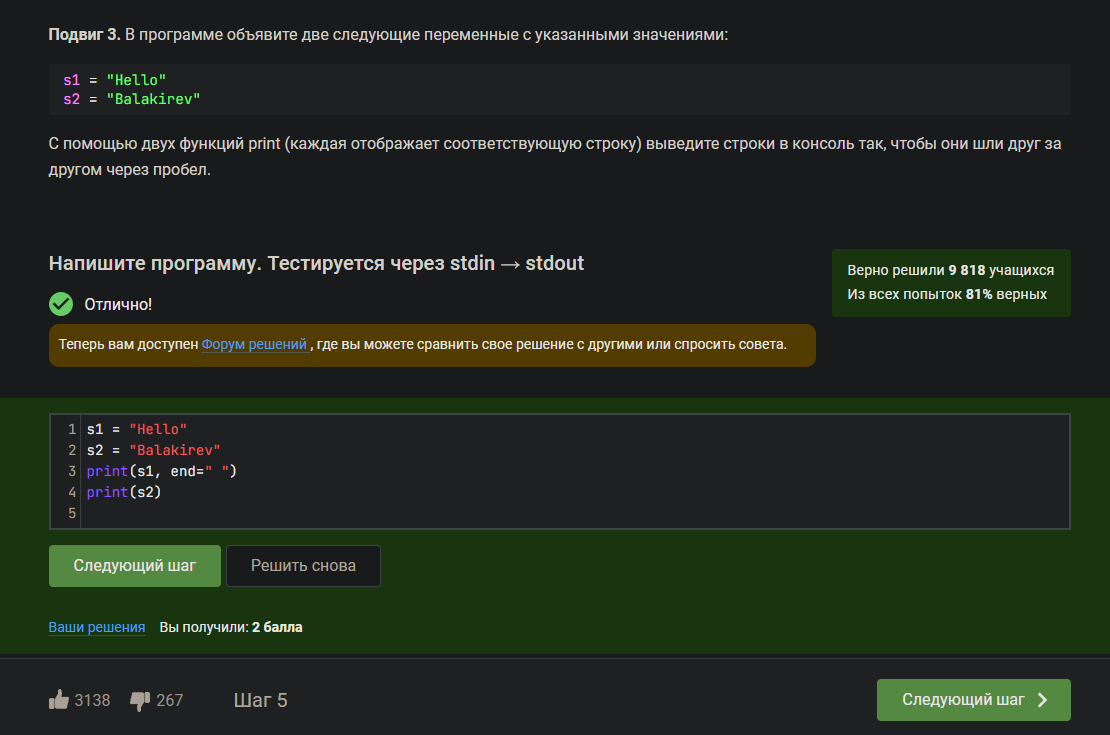 Подвиг 3. В программе объявите две следующие переменные с указанными значениями:
s1 = "Hello"
s2 = "Balakirev"
С помощью двух функций print (каждая отображает соответствующую строку) выведите строки в консоль так, чтобы они шли друг за
другом через пробел.
Напишите программу. Тестируется через stdin → stdout
Верно решили 9 818 учащихся
Из всех попыток 81% верных
Отлично!
Теперь вам доступен Форум решений , где вы можете сравнить свое решение с другими или спросить совета.
1 s1 = "Hello"
2 s2 = "Balakirev"
3 print(s1, end=" ")
4 print(s2)
5
Следующий шаг Решить снова
Ваши решения Вы получили: 2 балла
3138 267 Шаг 5 Следующий шаг